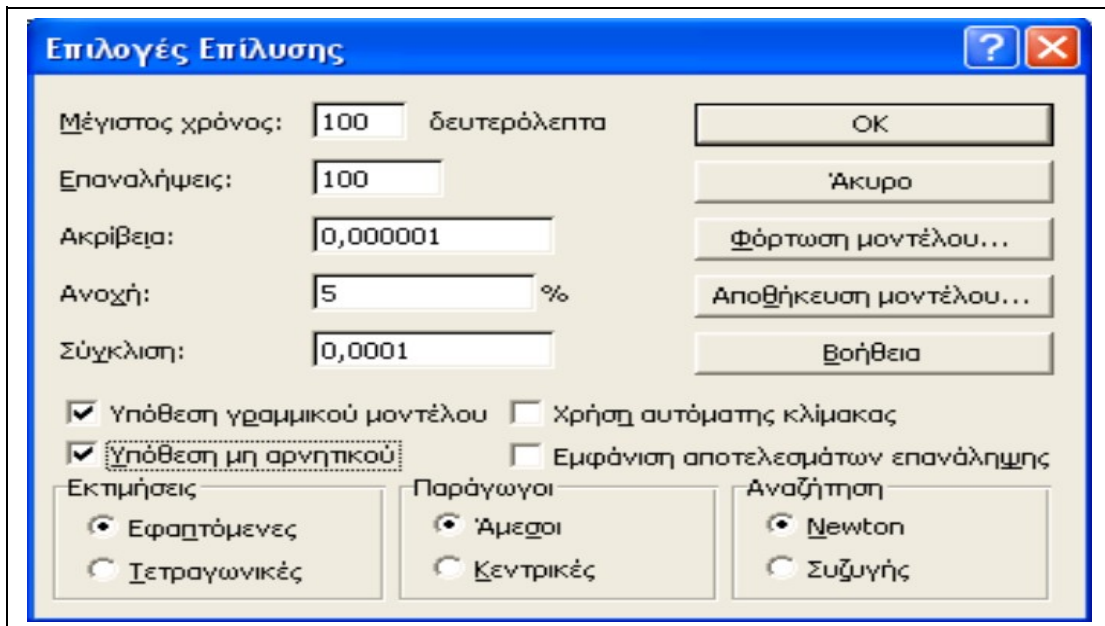 Επιλογές Επίλυσης
Μέγιστος χρόνος: 100 δευτερόλεπτα OK
Επαναλήψεις: 100 Άκυρο
Ακρίβεια: 0,000001 Φόρτωση μοντέλου...
Ανοχή: 5 % Αποθήκευση μοντέλου...
Σύγκλιση: 0,0001 Βοήθεια
Υπόθεση γραμμικού μοντέλου Χρήση αυτόματης κλίμακας
Υπόθεση μη αρνητικού Εμφάνιση αποτελεσμάτων επανάληψης
Εκτιμήσεις Παράγωγοι Αναζήτηση
Εφαπτόμενες Άμεσοι Newton
Τετραγωνικές Κεντρικές Συζυγής